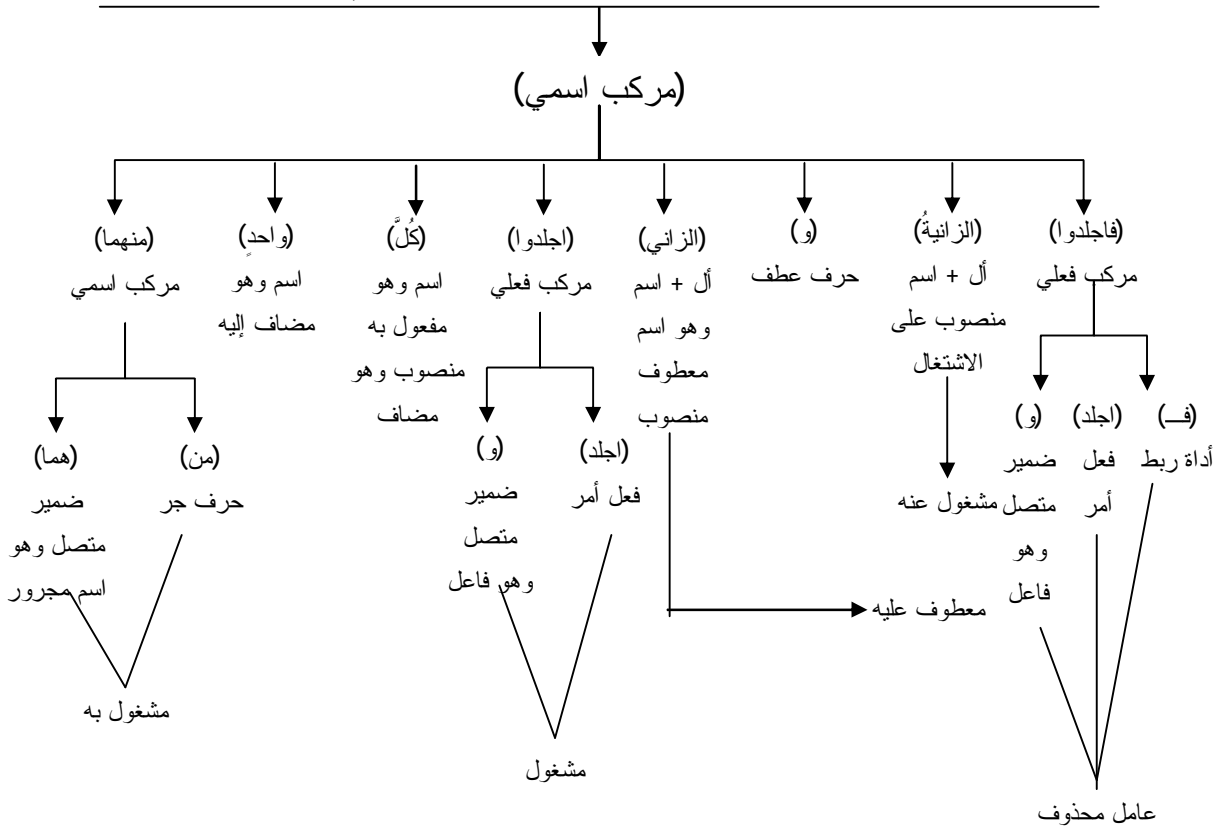 (مركب اسمي)
(فاجلدوا)
مركب فعلي
(الزانيةُ)
أل + اسم
منصوب على
الاشتغال
(و)
حرف عطف
(الزاني)
أل + اسم
وهو اسم
معطوف
منصوب
(اجلدوا)
مركب فعلي
(كُلَّ)
اسم وهو
مفعول به
منصوب وهو
مضاف
(واحدٍ)
اسم وهو
مضاف إليه
(منهما)
مركب اسمي
(فـ)
أداة ربط
(اجلد)
فعل
أمر
(و)
ضمير
متصل
وهو
فاعل
مشغول عنه
معطوف عليه
(اجلد)
فعل أمر
(و)
ضمير
متصل
وهو فاعل
(من)
حرف جر
(هما)
ضمير
متصل وهو
اسم مجرور
مشغول به
مشغول
عامل محذوف